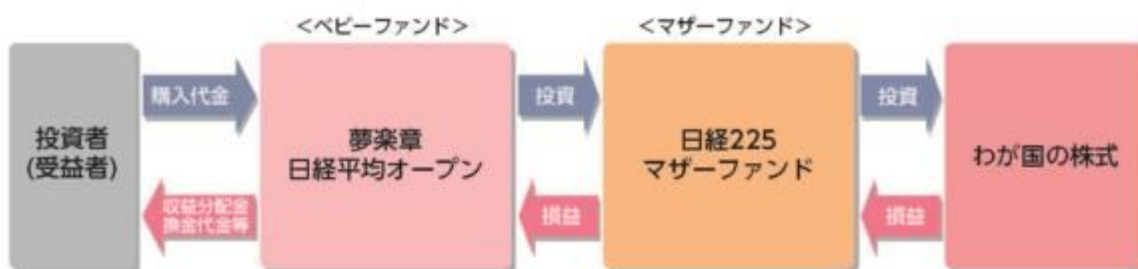 <ベビーファンド>
<マザーファンド>
投資者
(受益者)
購入代金
収益分配金
換金代金等
夢楽章
日経平均オープン
投資
損益
日経225
マザーファンド
投資
損益
わが国の株式